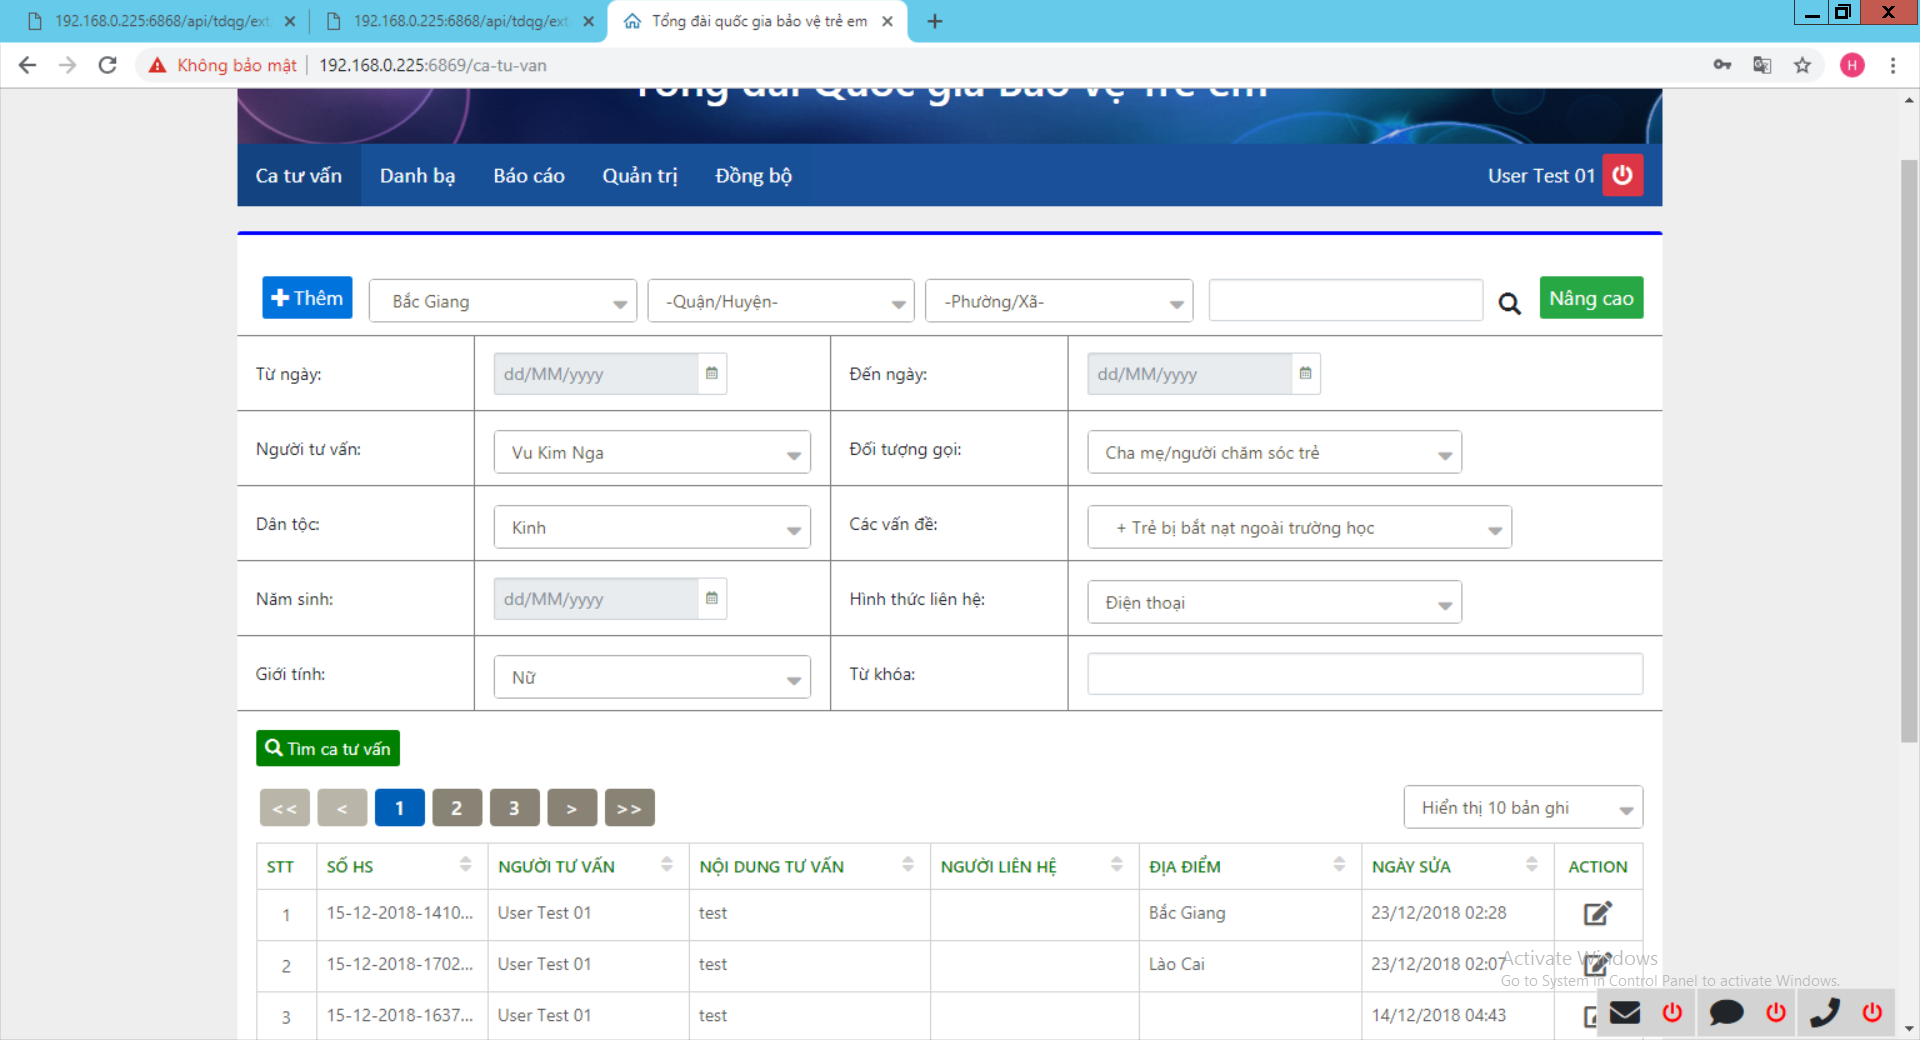 192.168.0.225:6868/api/tdqg/ext
192.168.0.225:6868/api/tdqg/ext
Tổng đài quốc gia bảo vệ trẻ em
Không bảo mật
192.168.0.225:6869/ca-tu-van
H
Tổng đài Quốc gia Bảo vệ Trẻ em
Ca tư vấn
Danh bạ
Báo cáo
Quản trị
Đồng bộ
User Test 01
Thêm
Bắc Giang
-Quận/Huyện-
-Phường/Xã-
Nâng cao
Từ ngày:
dd/MM/yyyy
Đến ngày:
dd/MM/yyyy
Người tư vấn:
Vu Kim Nga
Đối tượng gọi:
Cha mẹ/người chăm sóc trẻ
Dân tộc:
Kinh
Các vấn đề:
+ Trẻ bị bắt nạt ngoài trường học
Năm sinh:
dd/MM/yyyy
Hình thức liên hệ:
Điện thoại
Giới tính:
Nữ
Từ khóa:
Tìm ca tư vấn
<< < 1 2 3 > >>
Hiển thị 10 bản ghi
STT SỐ HS NGƯỜI TƯ VẤN NỘI DUNG TƯ VẤN NGƯỜI LIÊN HỆ ĐỊA ĐIỂM NGÀY SỬA ACTION
1 15-12-2018-1410... User Test 01 test Bắc Giang 23/12/2018 02:28
2 15-12-2018-1702... User Test 01 test Lào Cai 23/12/2018 02:07
3 15-12-2018-1637... User Test 01 test 14/12/2018 04:43
Activate Windows
Go to System in Control Panel to activate Windows.